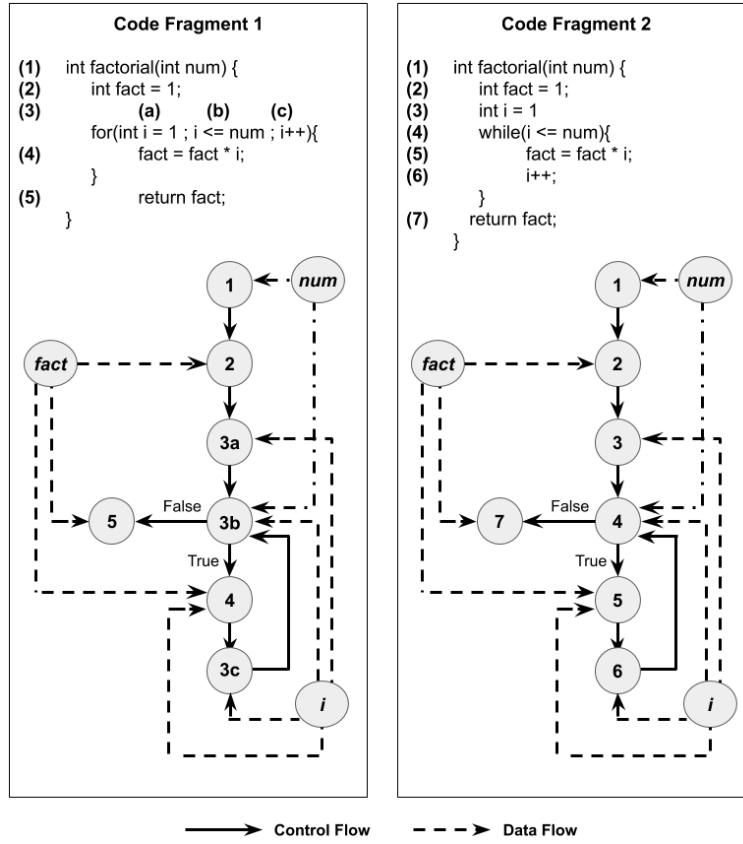 Code Fragment 1
(1) int factorial(int num) {
(2) int fact = 1;
(3) (a) (b) (c)
for(int i = 1 ; i <= num ; i++){
(4) fact = fact * i;
}
(5) return fact;
}
1
num
fact
2
3a
False
5
3b
True
4
3c
i
Code Fragment 2
(1) int factorial(int num) {
(2) int fact = 1;
(3) int i = 1
(4) while(i <= num){
(5) fact = fact * i;
(6) i++;
}
(7) return fact;
}
1
num
fact
2
3
False
7
4
True
5
6
i
Control Flow
Data Flow